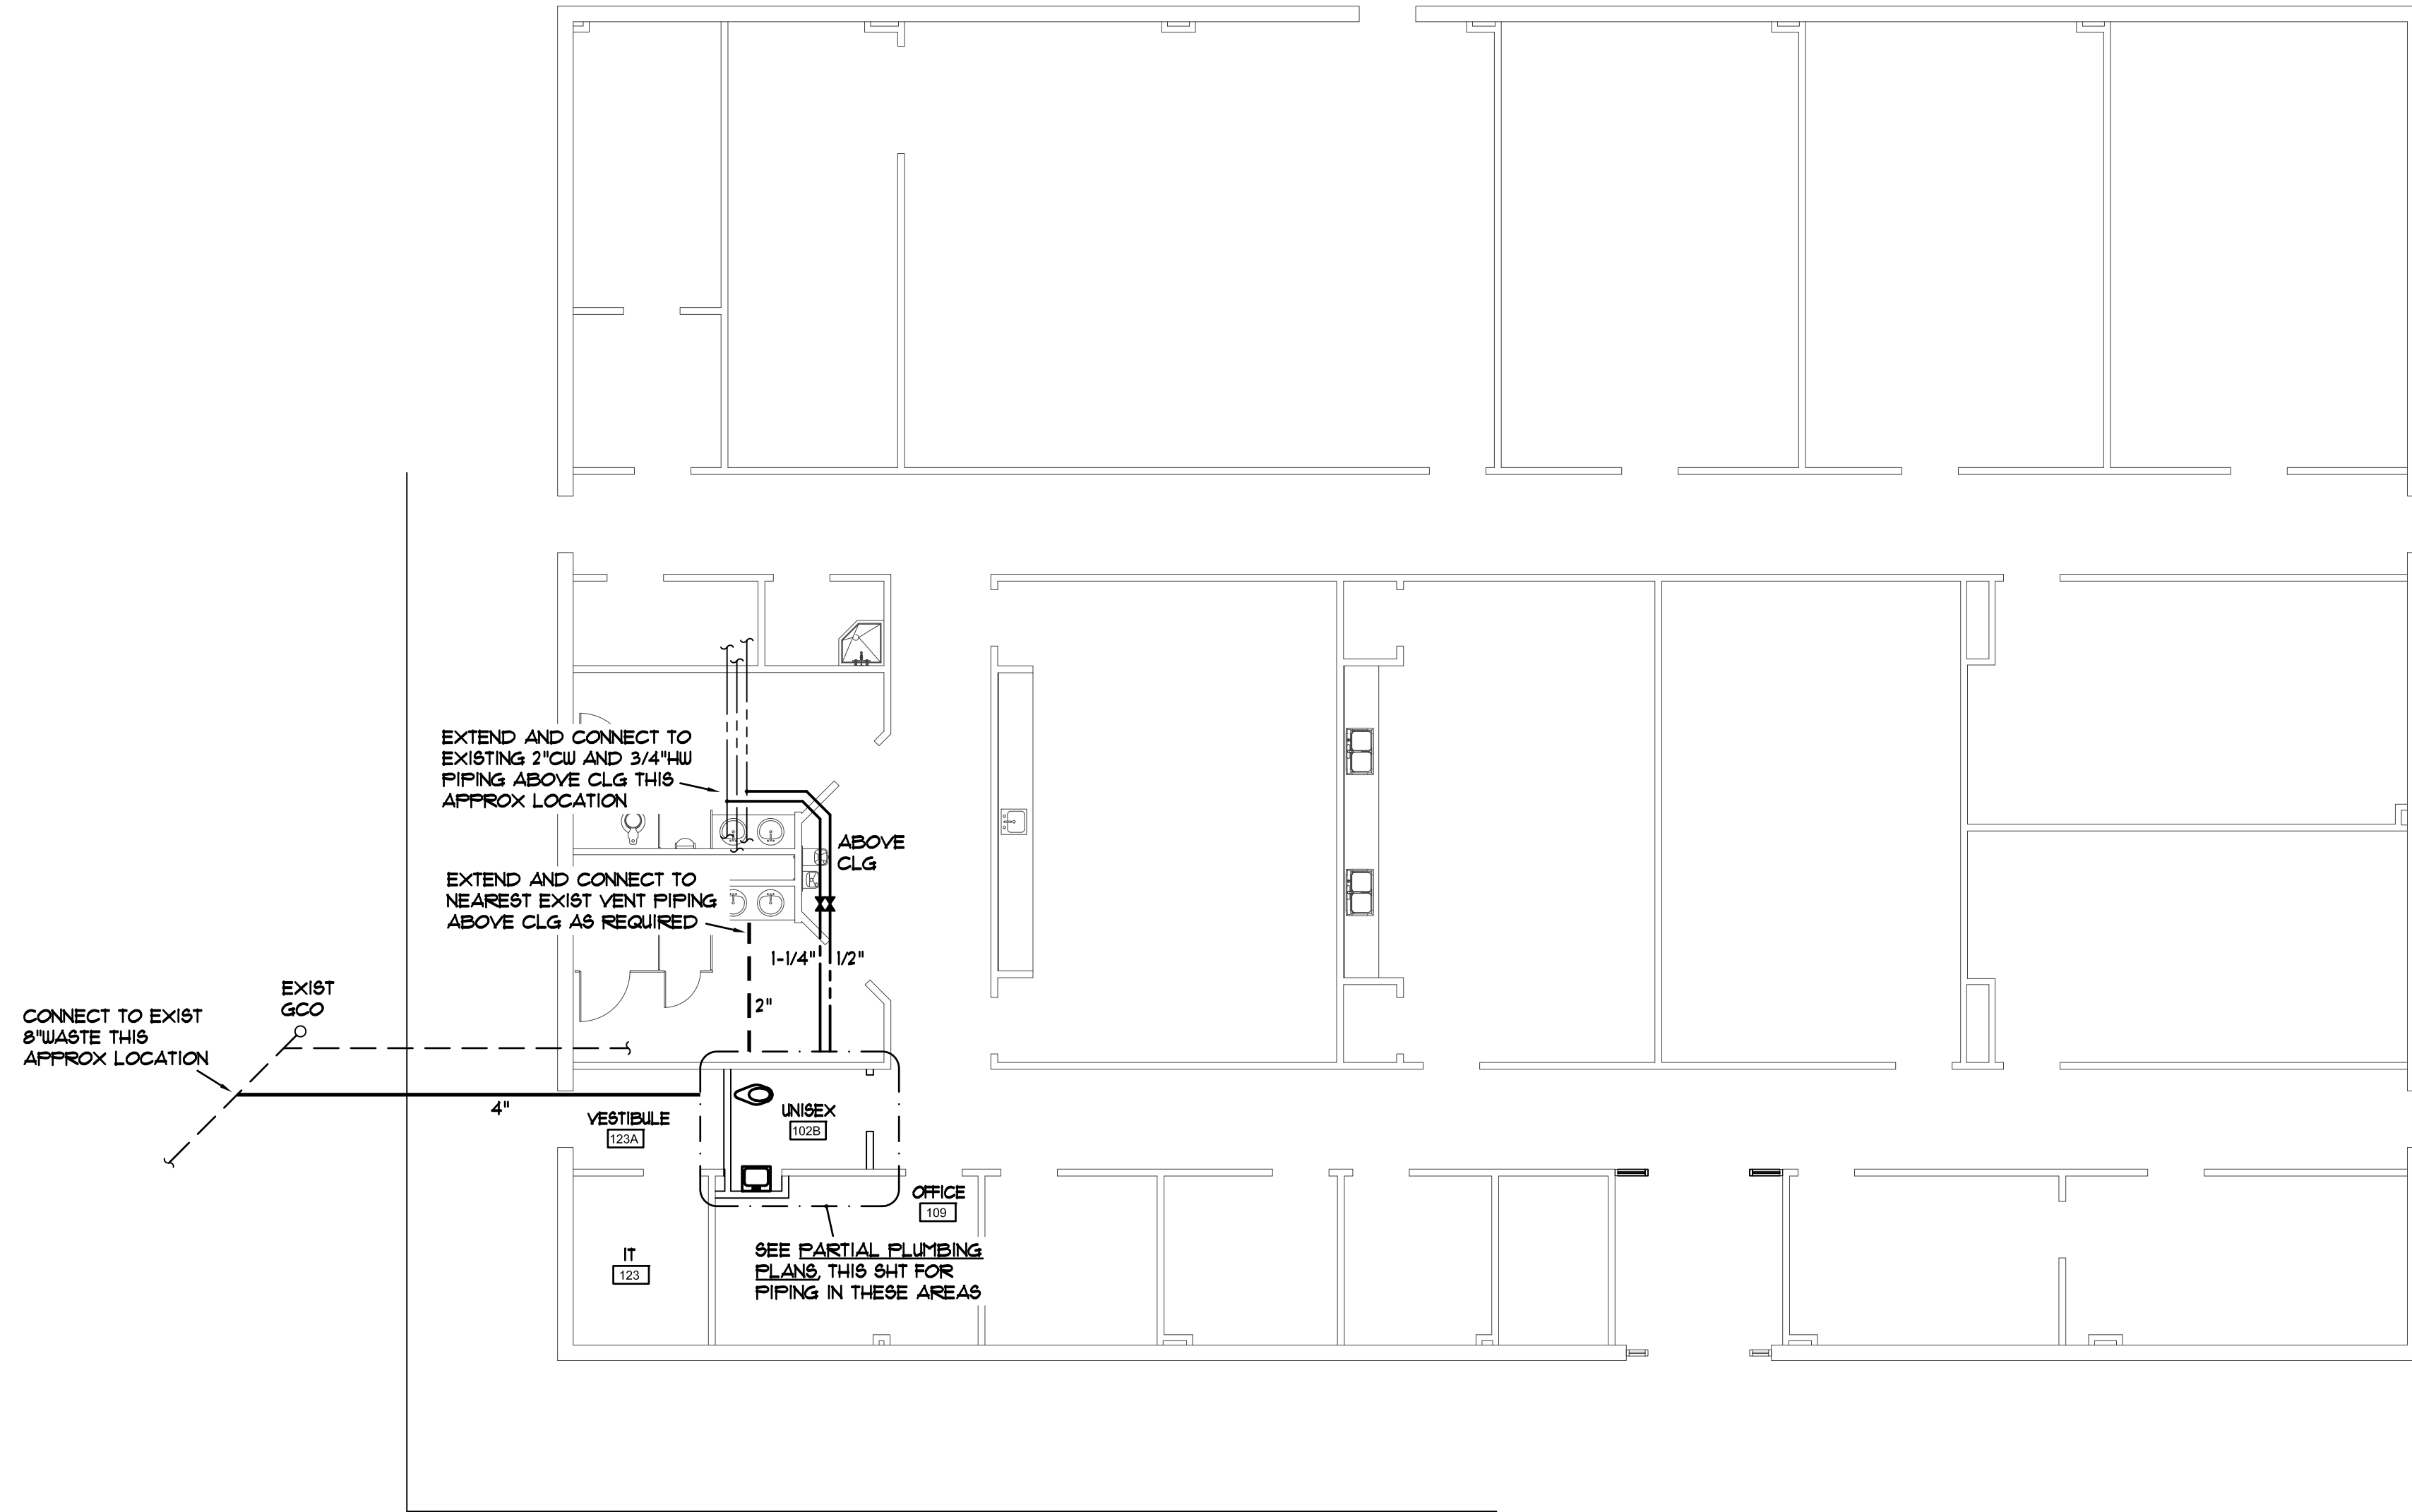 EXTEND AND CONNECT TO
EXISTING 2"CW AND 3/4"HW
PIPING ABOVE CLG THIS
APPROX LOCATION
ABOVE
CLG
EXTEND AND CONNECT TO
NEAREST EXIST VENT PIPING
ABOVE CLG AS REQUIRED
1-1/4"
1/2"
2"
EXIST
GCO
CONNECT TO EXIST
8"WASTE THIS
APPROX LOCATION
4"
VESTIBULE
123A
UNISEX
102B
OFFICE
109
IT
123
SEE PARTIAL PLUMBING
PLANS, THIS SHT FOR
PIPING IN THESE AREAS